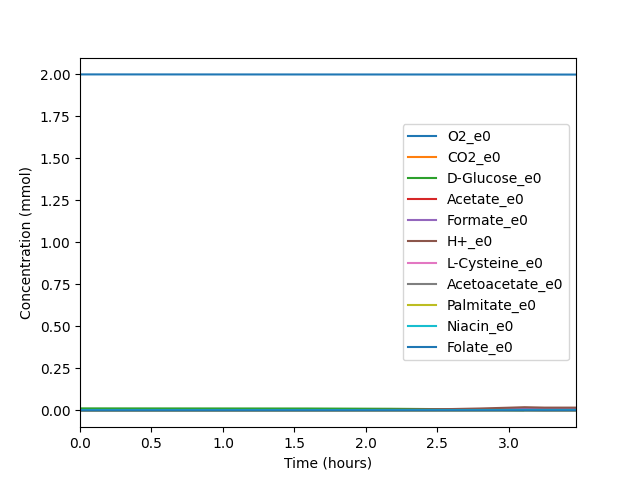 2.00
1.75
1.50
1.25
1.00
0.75
0.50
0.25
0.00
Concentration (mmol)
O2_e0
CO2_e0
D-Glucose_e0
Acetate_e0
Formate_e0
H+_e0
L-Cysteine_e0
Acetoacetate_e0
Palmitate_e0
Niacin_e0
Folate_e0
0.0 0.5 1.0 1.5 2.0 2.5 3.0
Time (hours)